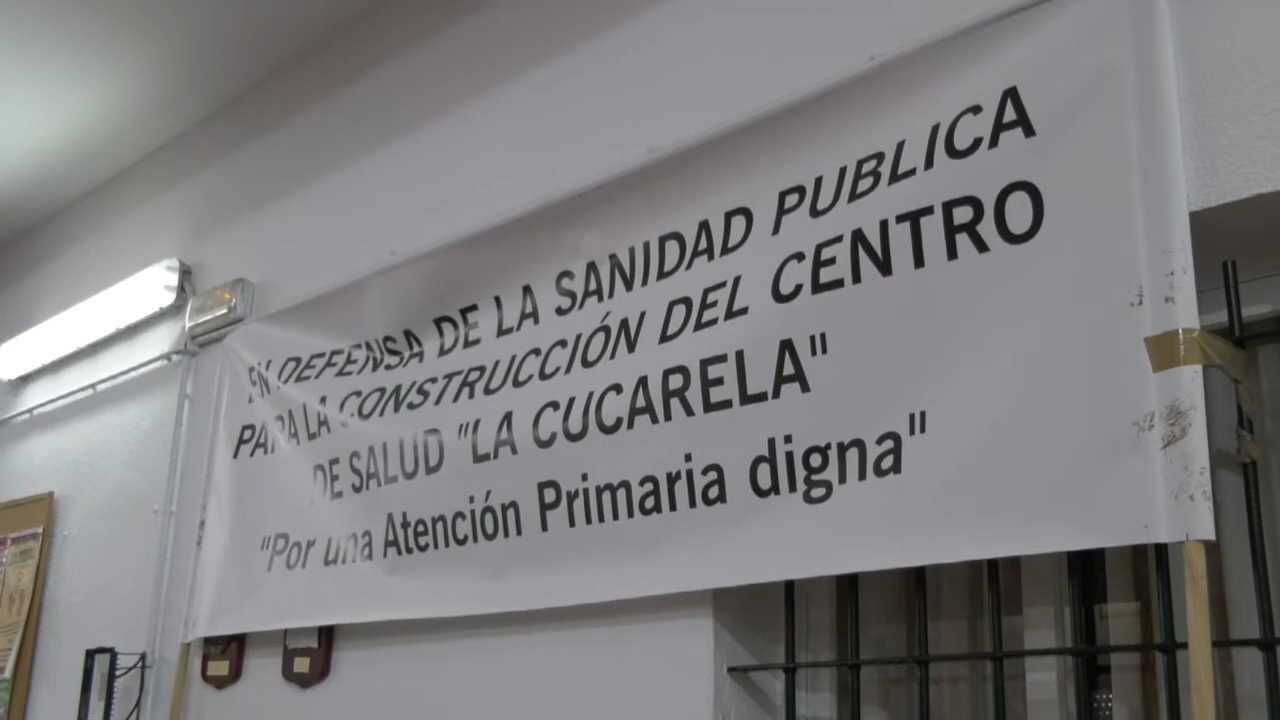 EN DEFENSA DE LA SANIDAD PUBLICA
PARA LA CONSTRUCCIÓN DEL CENTRO
DE SALUD "LA CUCARELA"
"Por una Atención Primaria digna"